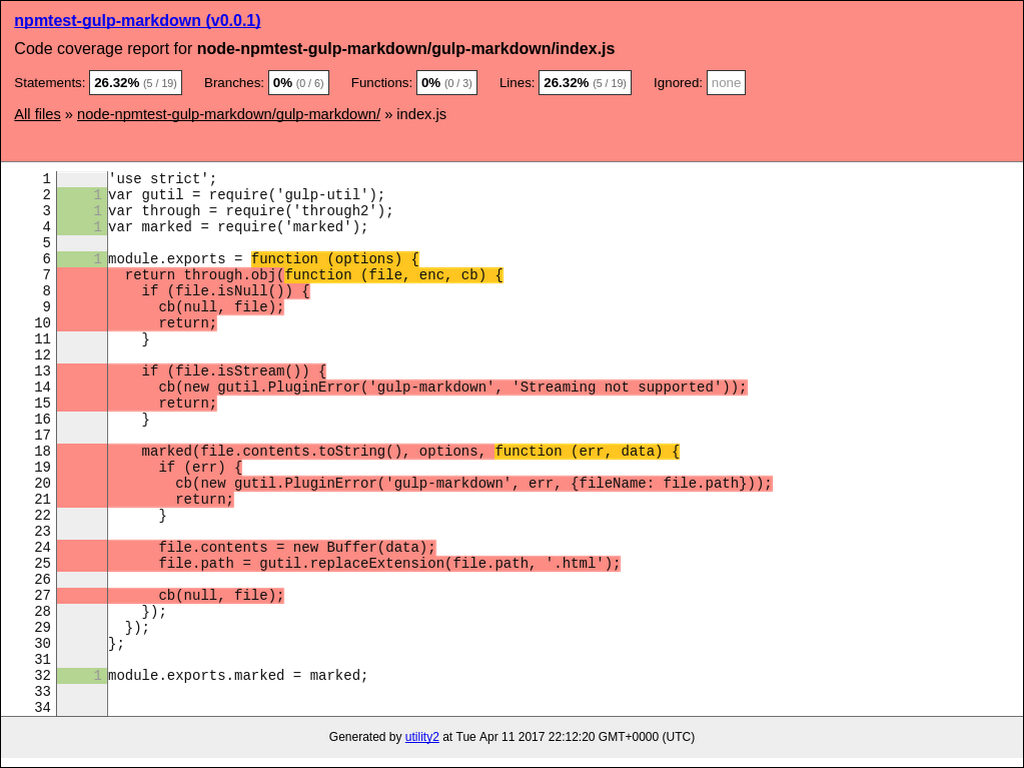 npmtest-gulp-markdown (v0.0.1)
Code coverage report for node-npmtest-gulp-markdown/gulp-markdown/index.js
Statements: 26.32% (5 / 19) Branches: 0% (0 / 6) Functions: 0% (0 / 3) Lines: 26.32% (5 / 19) Ignored: none
All files » node-npmtest-gulp-markdown/gulp-markdown/ » index.js
1 'use strict';
2 1 var gutil = require('gulp-util');
3 1 var through = require('through2');
4 1 var marked = require('marked');
5
6 1 module.exports = function (options) {
7 return through.obj(function (file, enc, cb) {
8 if (file.isNull()) {
9 cb(null, file);
10 return;
11 }
12
13 if (file.isStream()) {
14 cb(new gutil.PluginError('gulp-markdown', 'Streaming not supported'));
15 return;
16 }
17
18 marked(file.contents.toString(), options, function (err, data) {
19 if (err) {
20 cb(new gutil.PluginError('gulp-markdown', err, {fileName: file.path}));
21 return;
22 }
23
24 file.contents = new Buffer(data);
25 file.path = gutil.replaceExtension(file.path, '.html');
26
27 cb(null, file);
28 });
29 });
30 };
31
32 1 module.exports.marked = marked;
33
34
Generated by utility2 at Tue Apr 11 2017 22:12:20 GMT+0000 (UTC)